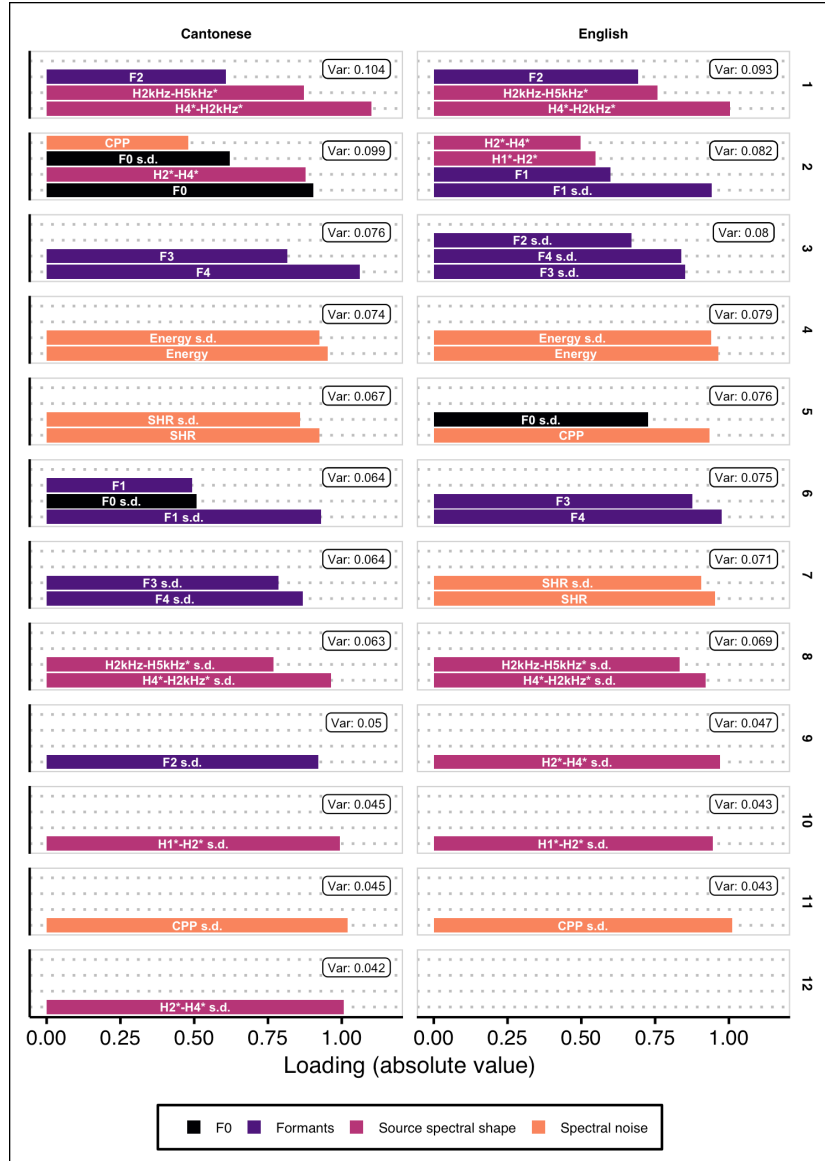 Cantonese English
Var: 0.104 Var: 0.093
F2 F2
H2kHz-H5kHz* H2kHz-H5kHz*
H4*-H2kHz* H4*-H2kHz*
1
CPP H2*-H4*
Var: 0.099 Var: 0.082
F0 s.d. H1*-H2*
H2*-H4* F1
F0 F1 s.d.
2
Var: 0.076 Var: 0.08
F2 s.d.
F3 F4 s.d.
F4 F3 s.d.
3
Var: 0.074 Var: 0.079
Energy s.d. Energy s.d.
Energy Energy
4
Var: 0.067 Var: 0.076
SHR s.d. F0 s.d.
SHR CPP
5
Var: 0.064 Var: 0.075
F1
F0 s.d. F3
F1 s.d. F4
6
Var: 0.064 Var: 0.071
F3 s.d. SHR s.d.
F4 s.d. SHR
7
Var: 0.063 Var: 0.069
H2kHz-H5kHz* s.d. H2kHz-H5kHz* s.d.
H4*-H2kHz* s.d. H4*-H2kHz* s.d.
8
Var: 0.05 Var: 0.047
F2 s.d. H2*-H4* s.d.
9
Var: 0.045 Var: 0.043
H1*-H2* s.d. H1*-H2* s.d.
10
Var: 0.045 Var: 0.043
CPP s.d. CPP s.d.
11
Var: 0.042
H2*-H4* s.d.
12
0.00 0.25 0.50 0.75 1.00 0.00 0.25 0.50 0.75 1.00
Loading (absolute value)
F0 Formants Source spectral shape Spectral noise